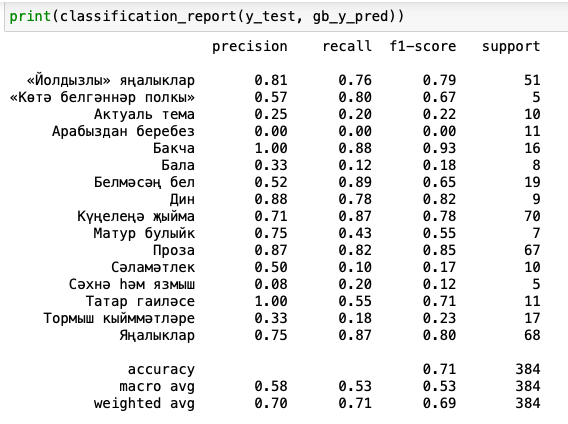 print(classification_report(y_test, gb_y_pred))
precision recall f1-score support
«Йолдызлы» яңалыклар 0.81 0.76 0.79 51
«Көтә белгәннәр полкы» 0.57 0.80 0.67 5
Актуаль тема 0.25 0.20 0.22 10
Арабыздан беребез 0.00 0.00 0.00 11
Бакча 1.00 0.88 0.93 16
Бала 0.33 0.12 0.18 8
Белмәсәң бел 0.52 0.89 0.65 19
Дин 0.88 0.78 0.82 9
Күңелеңә җыйма 0.71 0.87 0.78 70
Матур булыйк 0.75 0.43 0.55 7
Проза 0.87 0.82 0.85 67
Сәламәтлек 0.50 0.10 0.17 10
Сәхнә һәм язмыш 0.08 0.20 0.12 5
Татар гаиләсе 1.00 0.55 0.71 11
Тормыш кыйммәтләре 0.33 0.18 0.23 17
Яңалыклар 0.75 0.87 0.80 68
accuracy 0.71 384
macro avg 0.58 0.53 0.53 384
weighted avg 0.70 0.71 0.69 384